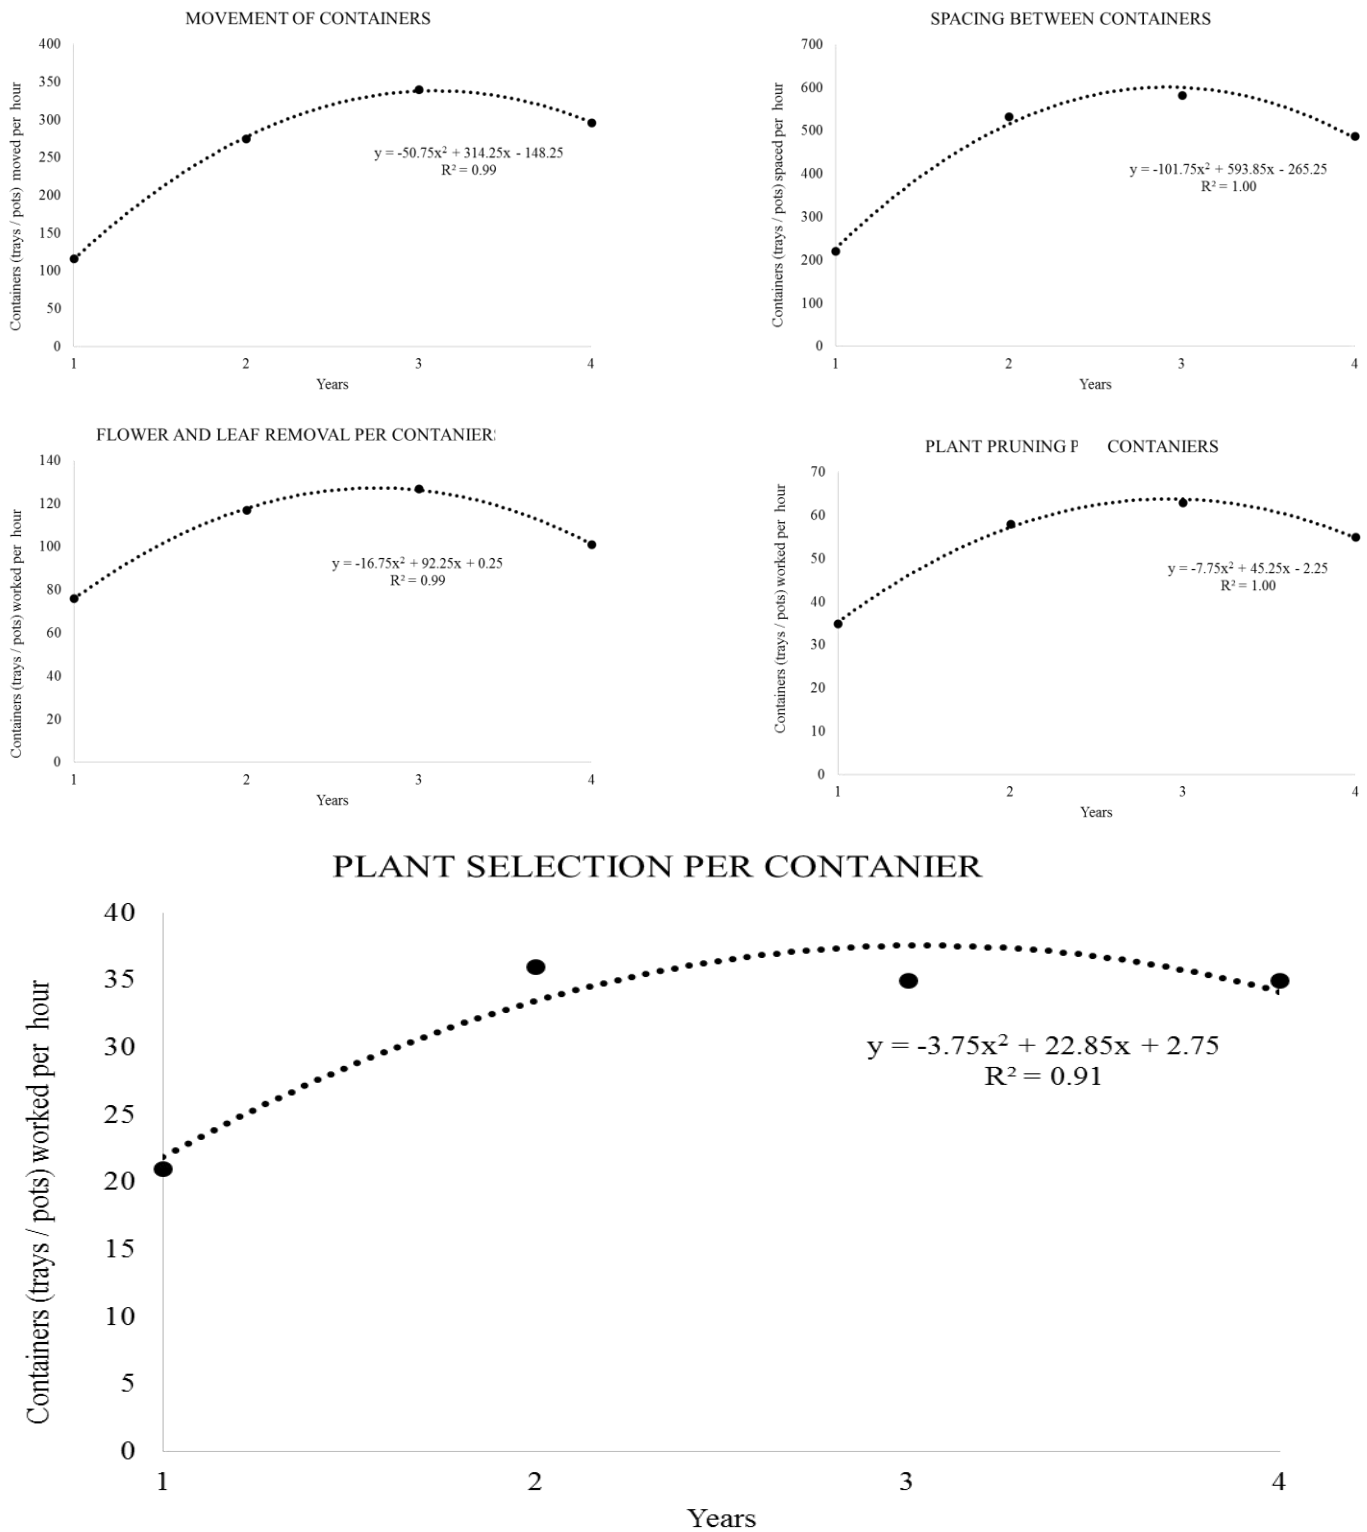 MOVEMENT OF CONTAINERS
Containers (trays / pots) moved per hour
400
350
300
250
200
150
100
50
0
y = -50.75x² + 314.25x - 148.25
R² = 0.99
1 2 3 4
Years
SPACING BETWEEN CONTAINERS
Containers (trays / pots) spaced per hour
700
600
500
400
300
200
100
0
y = -101.75x² + 593.85x - 265.25
R² = 1.00
1 2 3 4
Years
FLOWER AND LEAF REMOVAL PER CONTANIER
Containers (trays / pots) worked per hour
140
120
100
80
60
40
20
0
y = -16.75x² + 92.25x + 0.25
R² = 0.99
1 2 3 4
Years
PLANT PRUNING P CONTANIERS
Containers (trays / pots) worked per hour
70
60
50
40
30
20
10
0
y = -7.75x² + 45.25x - 2.25
R² = 1.00
1 2 3 4
Years
PLANT SELECTION PER CONTANIER
Containers (trays / pots) worked per hour
40
35
30
25
20
15
10
5
0
y = -3.75x² + 22.85x + 2.75
R² = 0.91
1 2 3 4
Years